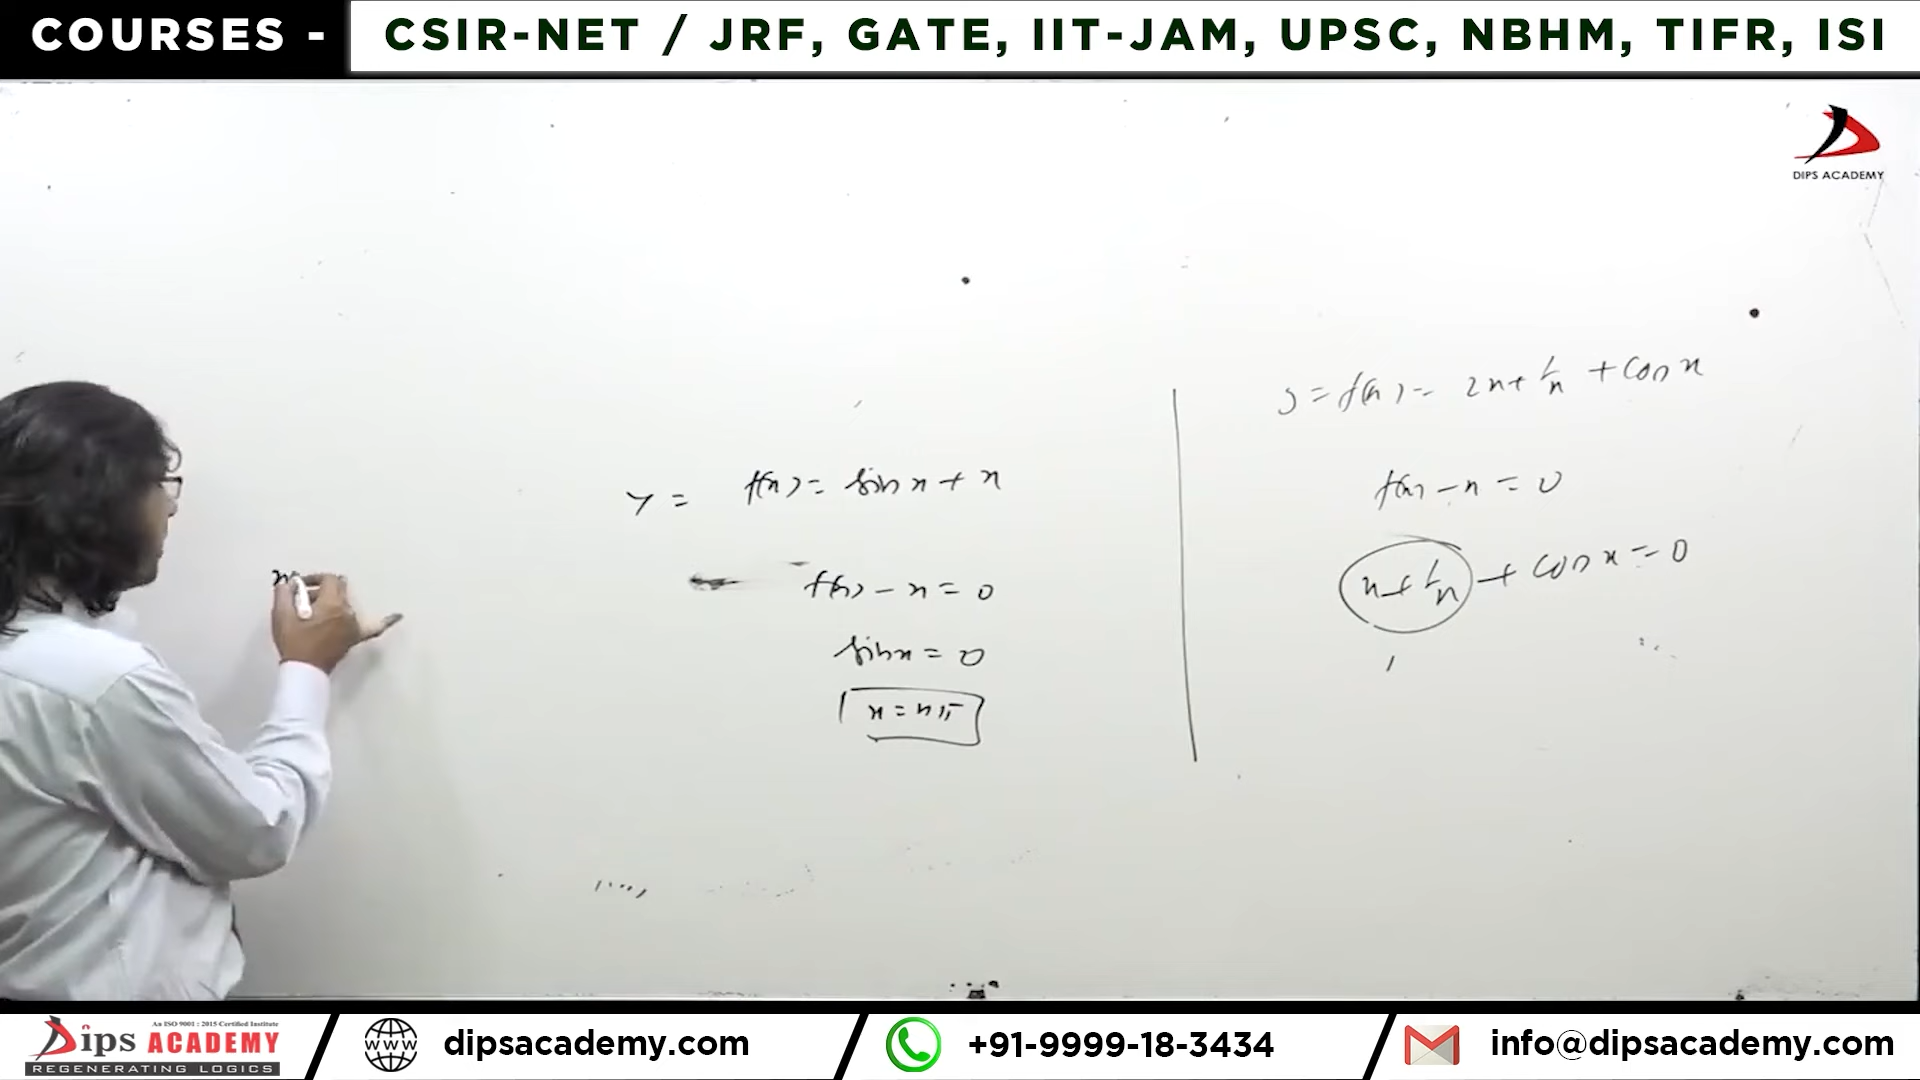 COURSES - CSIR-NET / JRF, GATE, IIT-JAM, UPSC, NBHM, TIFR, ISI
DIPS ACADEMY
y = f(x) = 2x + 1/x + cos x
y = f(x) = sin x + x
f(x) - x = 0
x + 1/x + cos x = 0
f(x) - x = 0
sin x = 0
x = nπ
An ISO 9001 : 2015 Certified Institute
Dips ACADEMY
REGENERATING LOGICS
www
dipsacademy.com
+91-9999-18-3434
info@dipsacademy.com